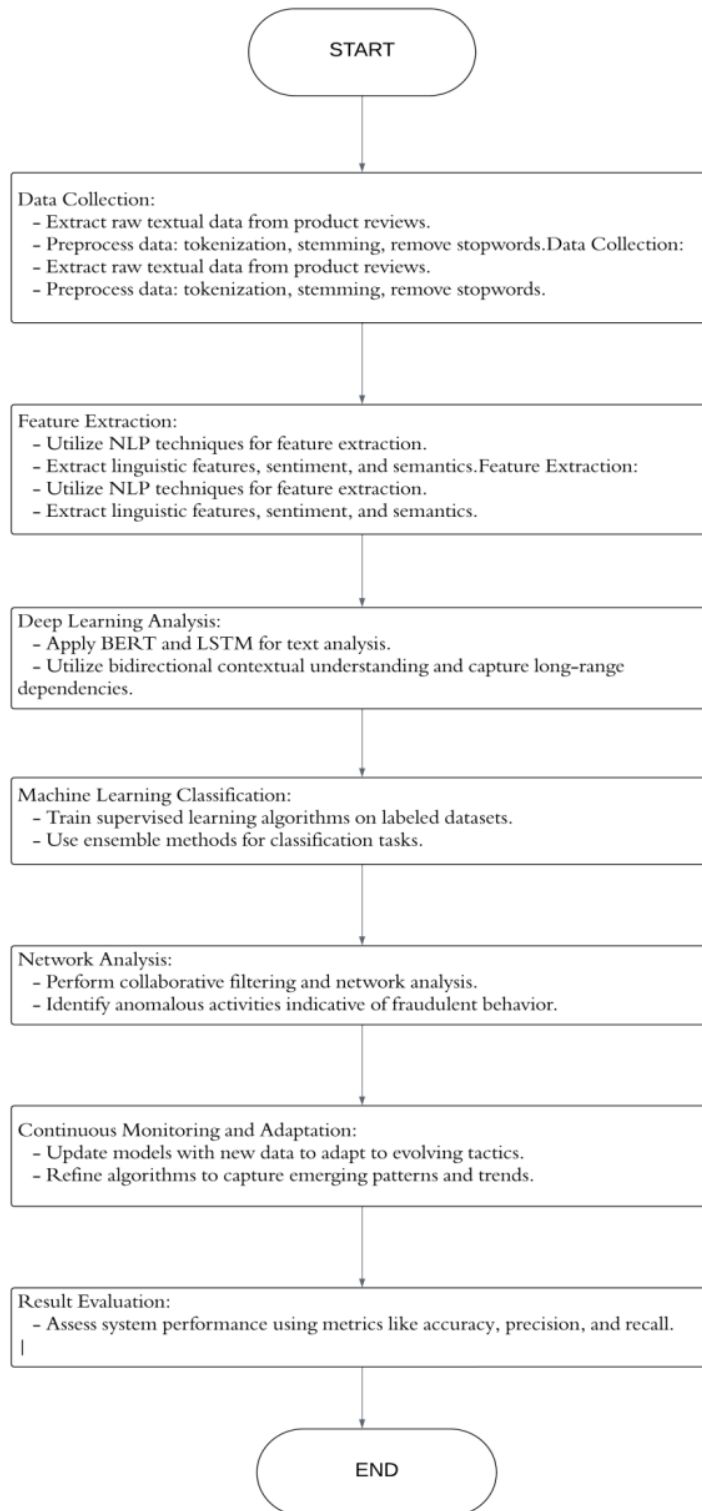 START
Data Collection:
- Extract raw textual data from product reviews.
- Preprocess data: tokenization, stemming, remove stopwords.Data Collection:
- Extract raw textual data from product reviews.
- Preprocess data: tokenization, stemming, remove stopwords.
Feature Extraction:
- Utilize NLP techniques for feature extraction.
- Extract linguistic features, sentiment, and semantics.Feature Extraction:
- Utilize NLP techniques for feature extraction.
- Extract linguistic features, sentiment, and semantics.
Deep Learning Analysis:
- Apply BERT and LSTM for text analysis.
- Utilize bidirectional contextual understanding and capture long-range
dependencies.
Machine Learning Classification:
- Train supervised learning algorithms on labeled datasets.
- Use ensemble methods for classification tasks.
Network Analysis:
- Perform collaborative filtering and network analysis.
- Identify anomalous activities indicative of fraudulent behavior.
Continuous Monitoring and Adaptation:
- Update models with new data to adapt to evolving tactics.
- Refine algorithms to capture emerging patterns and trends.
Result Evaluation:
- Assess system performance using metrics like accuracy, precision, and recall.
|
END